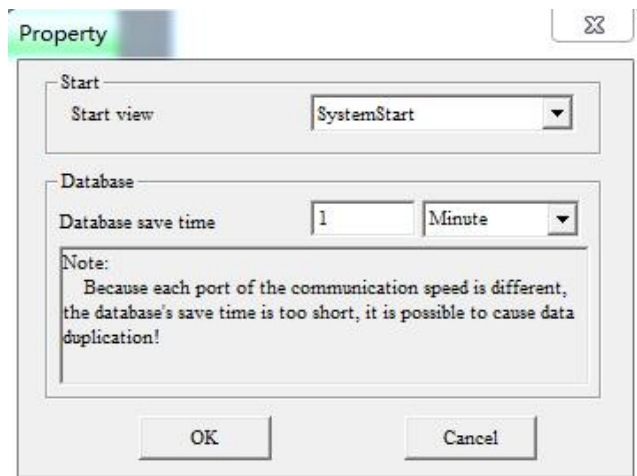 Property
Start
Start view
SystemStart
Database
Database save time
1
Minute
Note:
Because each port of the communication speed is different,
the database's save time is too short, it is possible to cause data
duplication!
OK
Cancel